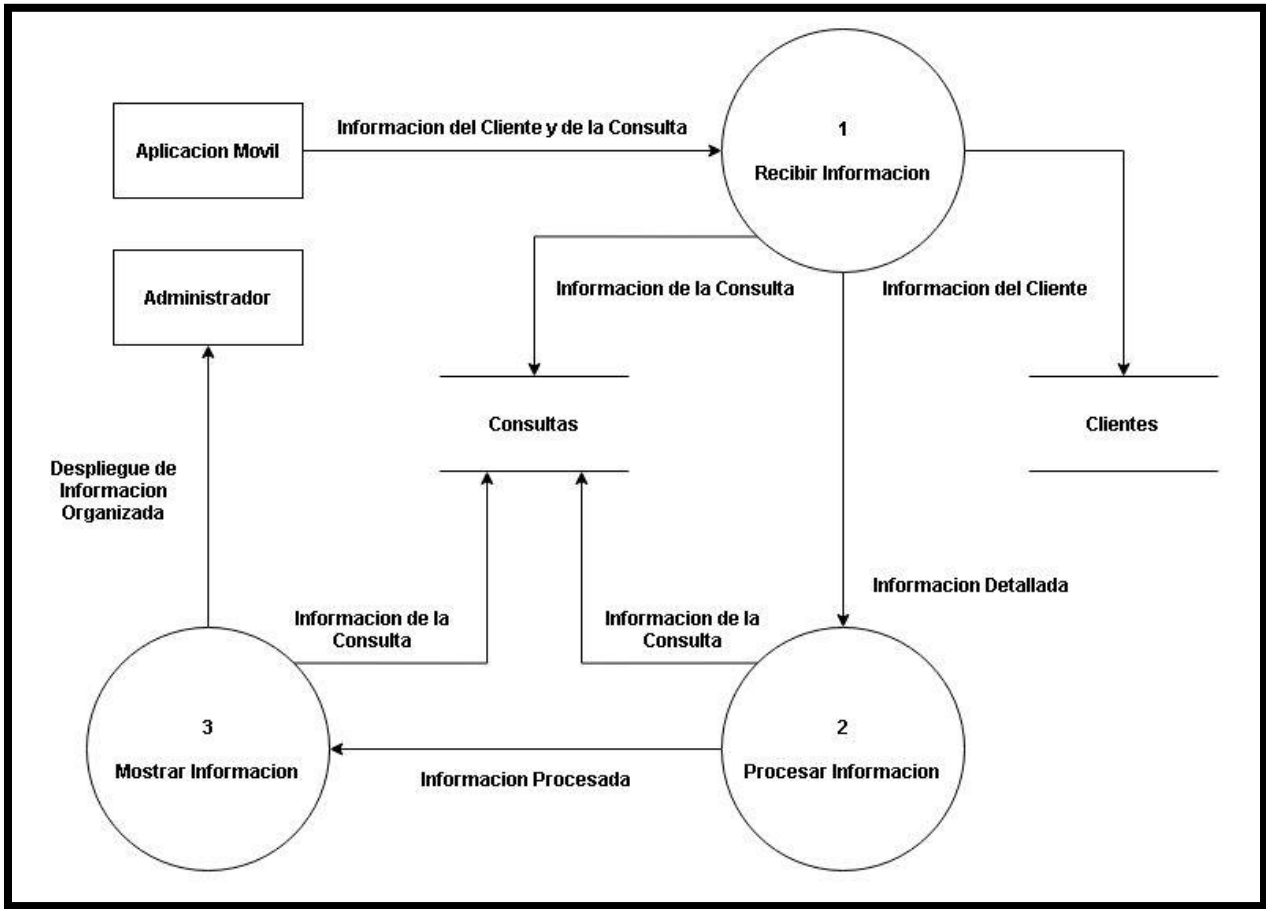 Informacion del Cliente y de la Consulta
1
Aplicacion Movil
Recibir Informacion
Administrador
Informacion de la Consulta
Informacion del Cliente
Consultas
Clientes
Despliegue de
Informacion
Organizada
Informacion Detallada
Informacion de la
Consulta
Informacion de la
Consulta
3
Mostrar Informacion
2
Procesar Informacion
Informacion Procesada